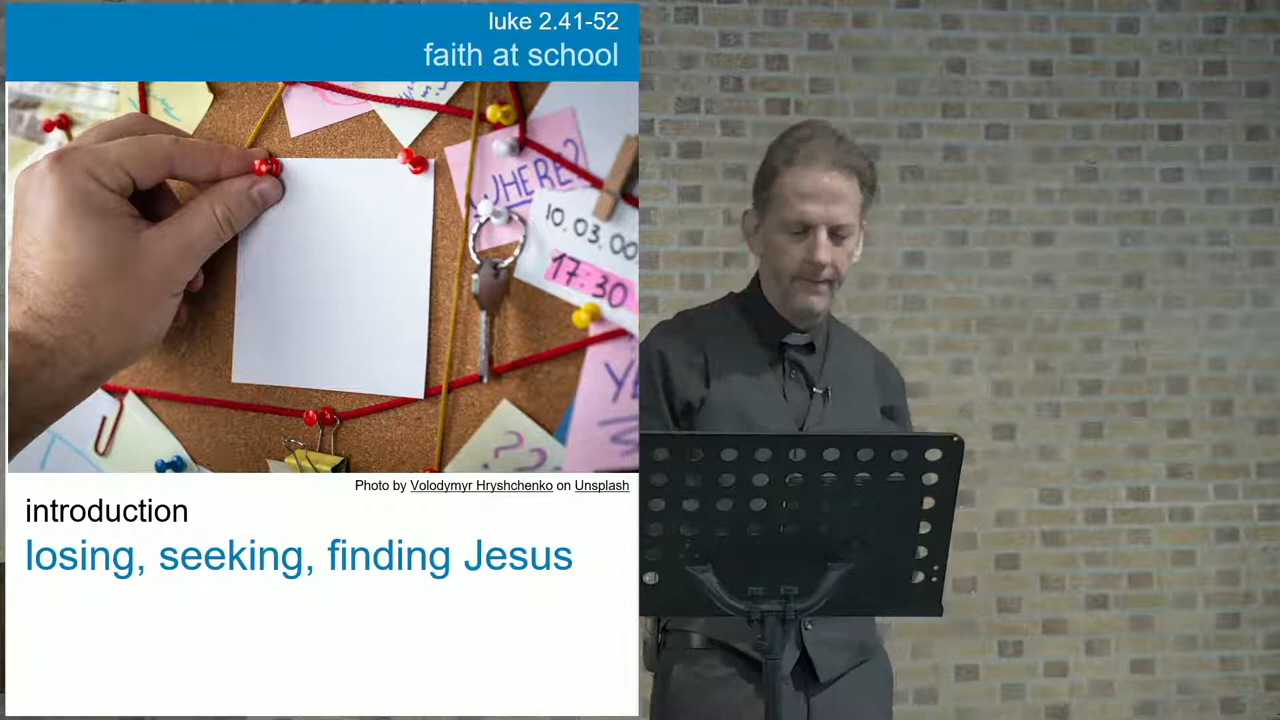 luke 2.41-52
faith at school
WHERE?
10.03.00
17:30
??
Photo by Volodymyr Hryshchenko on Unsplash
introduction
losing, seeking, finding Jesus